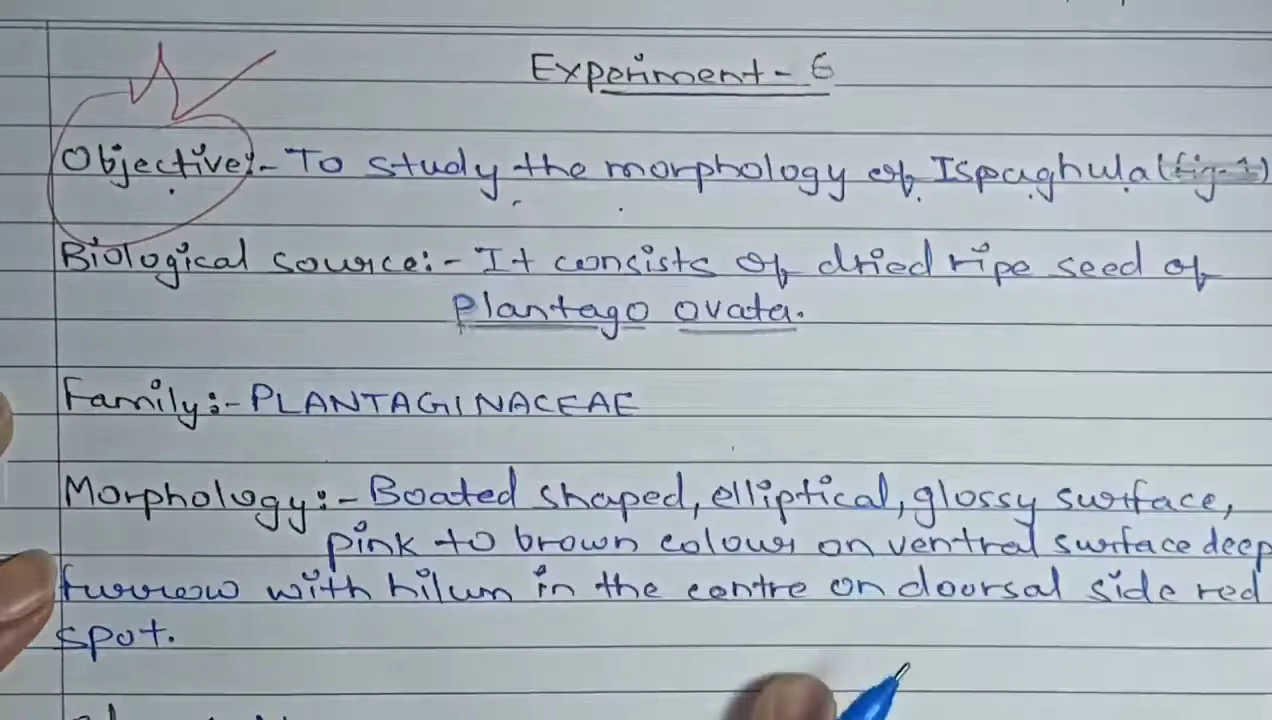 Experiment - 6
Objective:- To study the morphology of Ispaghula (fig-1)
Biological source:- It consists of dried ripe seed of
Plantago ovata.
Family:- PLANTAGINACEAE
Morphology:- Boated shaped, elliptical, glossy surface,
pink to brown colour on ventral surface deep
furrow with hilum in the centre on doorsal side red
spot.